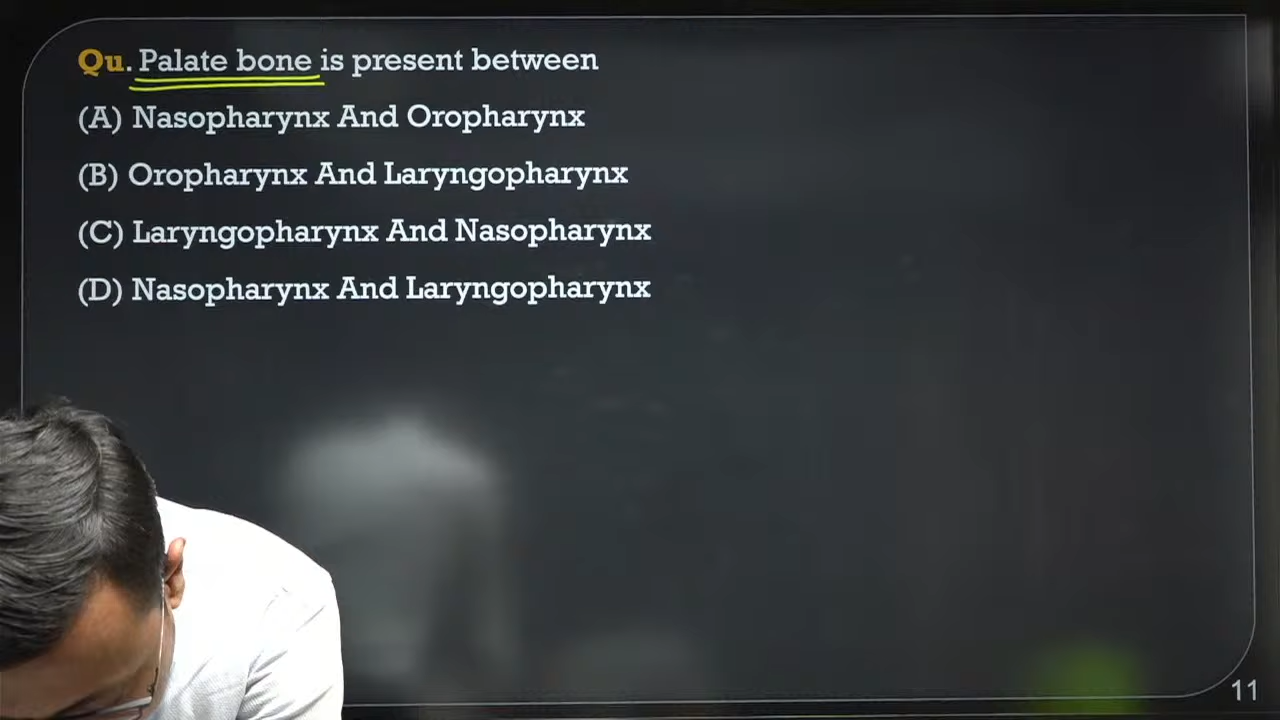 Qu. Palate bone is present between
(A) Nasopharynx And Oropharynx
(B) Oropharynx And Laryngopharynx
(C) Laryngopharynx And Nasopharynx
(D) Nasopharynx And Laryngopharynx
11